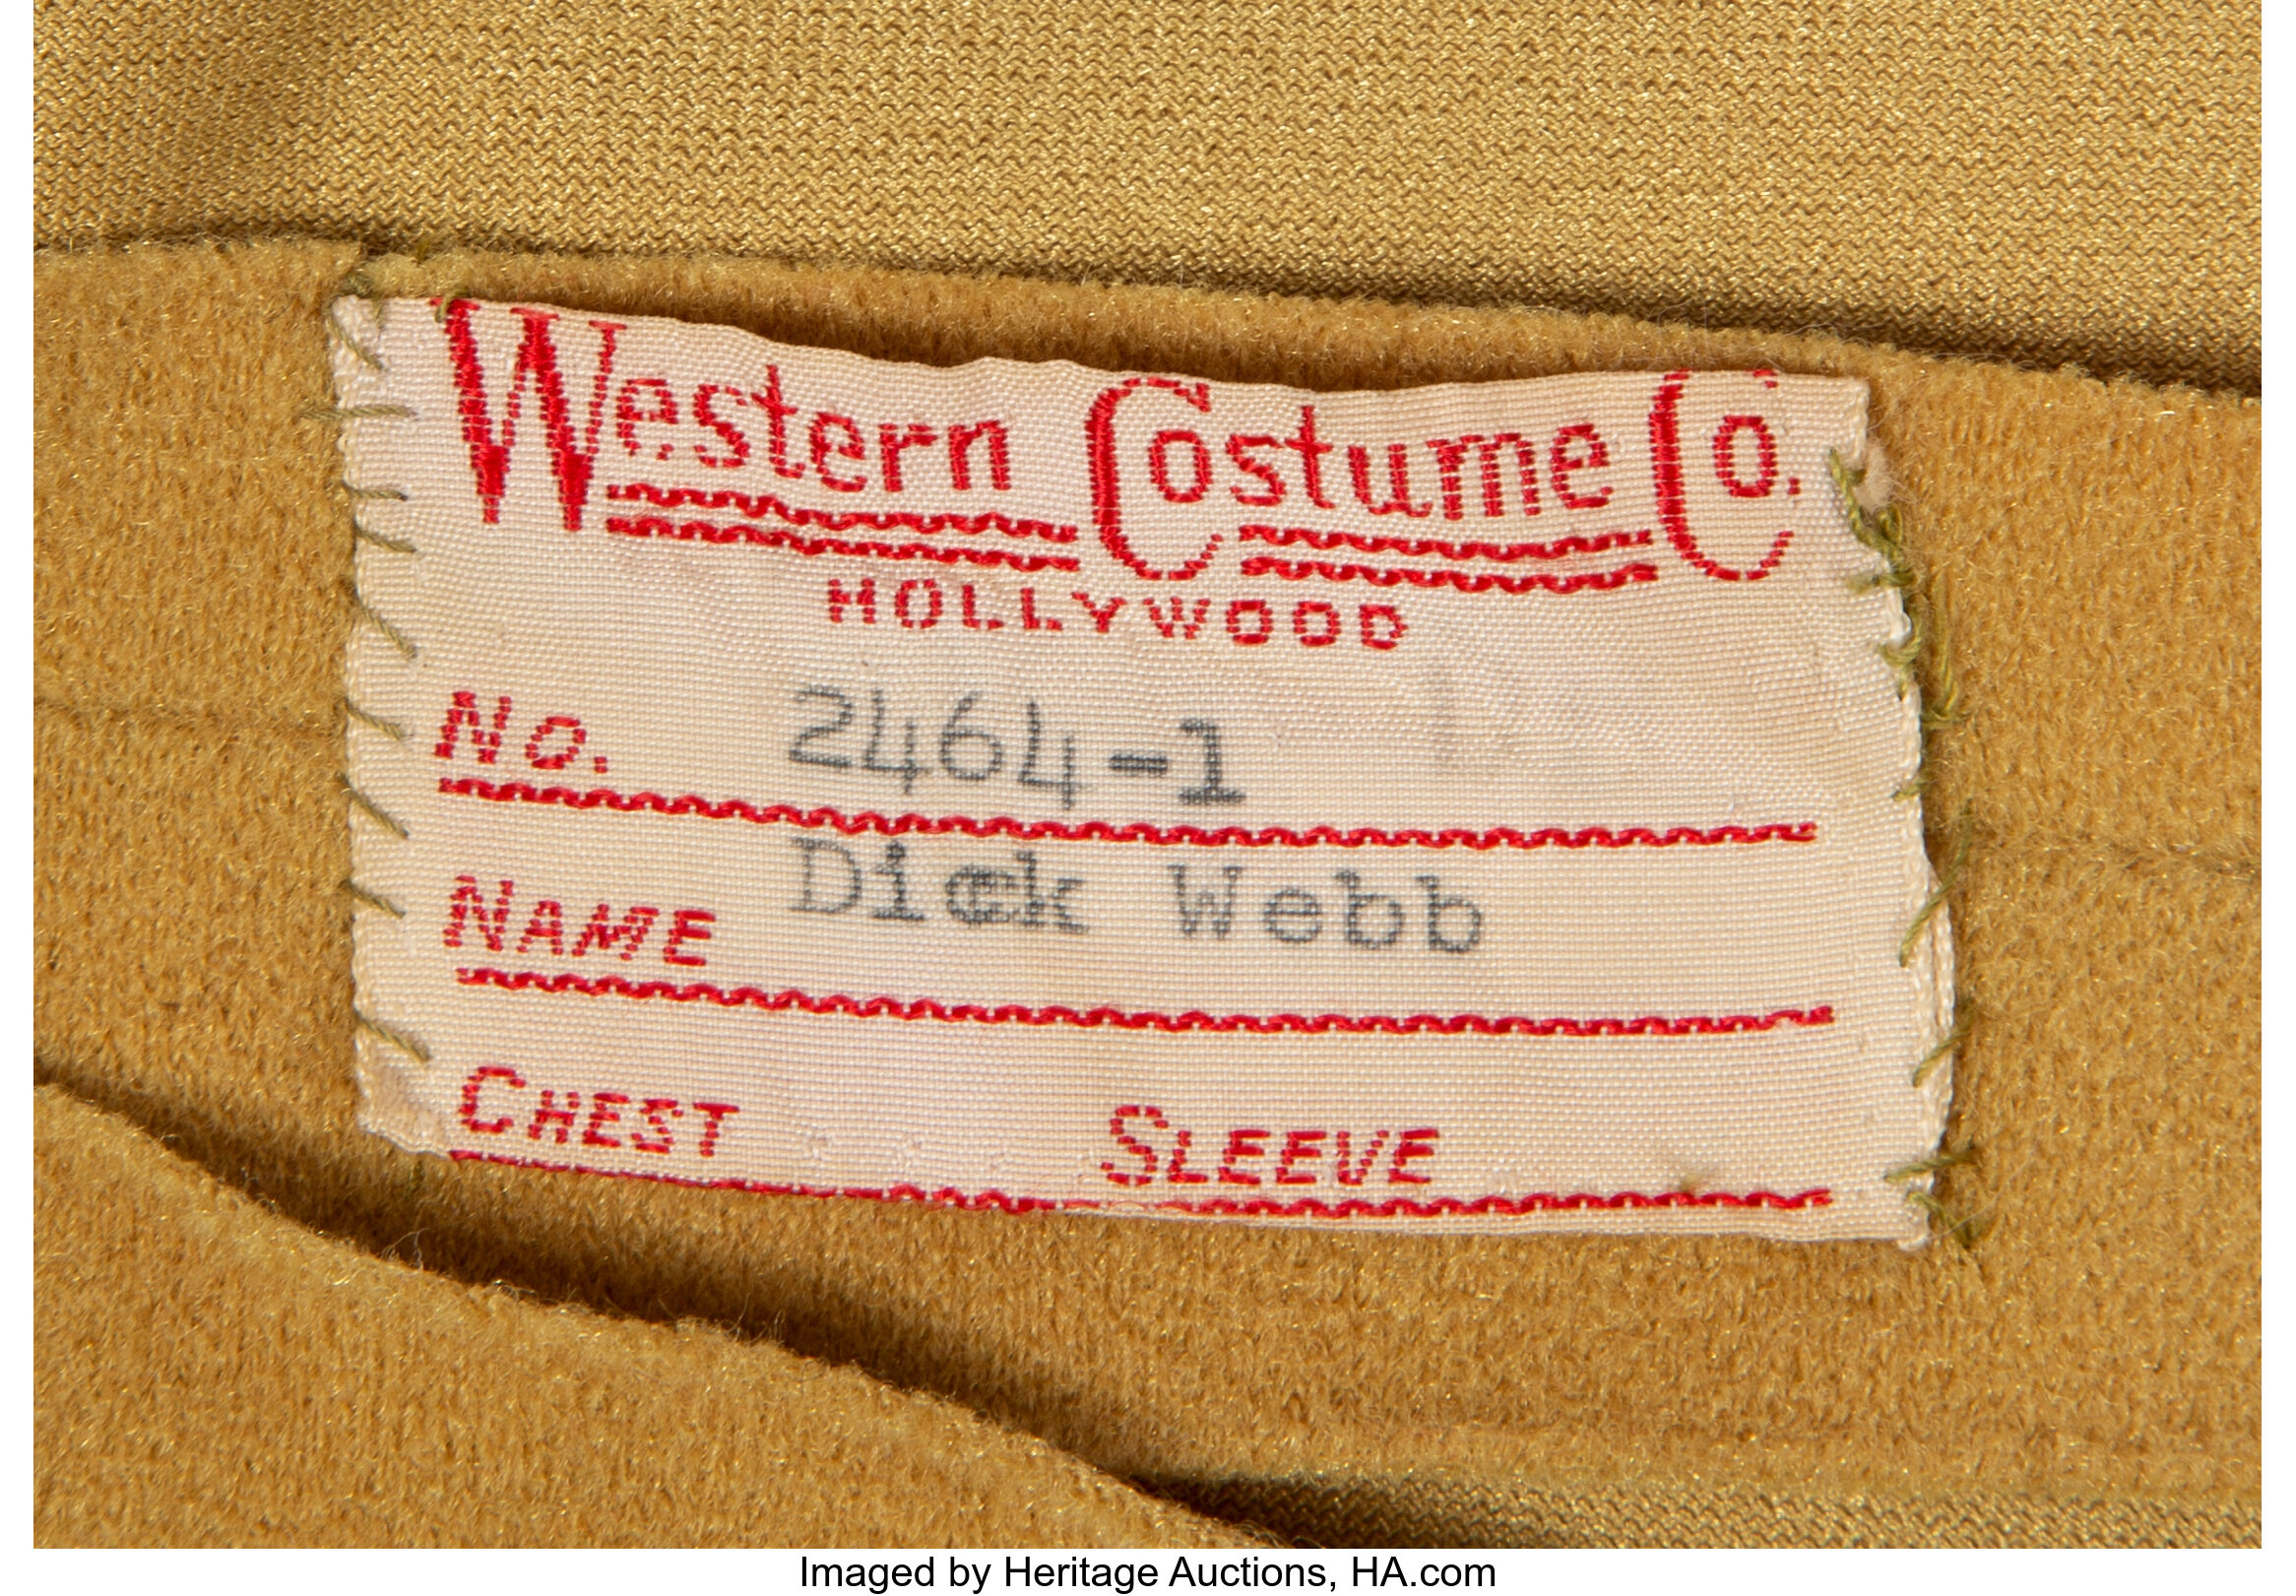 Western Costume Co.
HOLLYWOOD
No. 2464-1
NAME Dick Webb
CHEST SLEEVE
Imaged by Heritage Auctions, HA.com